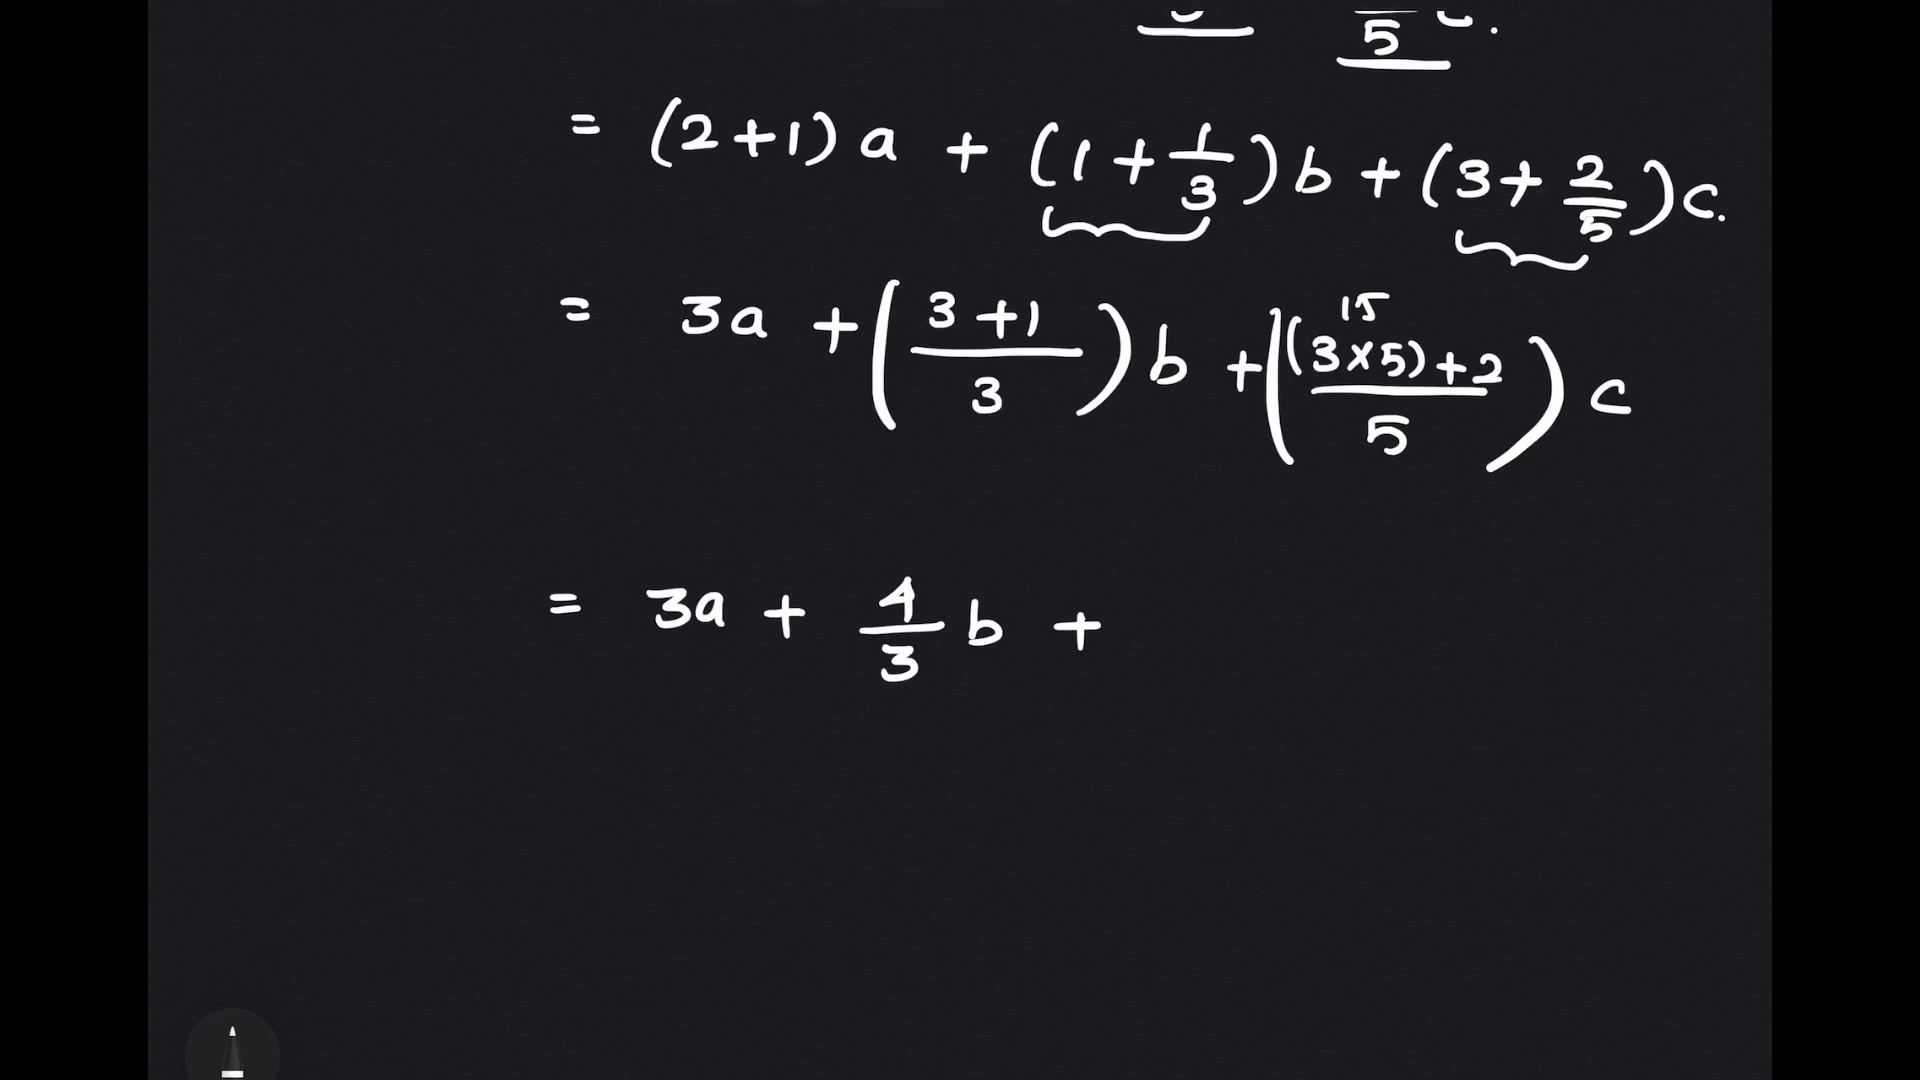 5 .
= (2+1) a + (1 + 1/3) b + (3 + 2/5) c.
= 3a + ((3+1)/3) b + (((3×5)+2)/5) c
15
= 3a + 4/3 b +